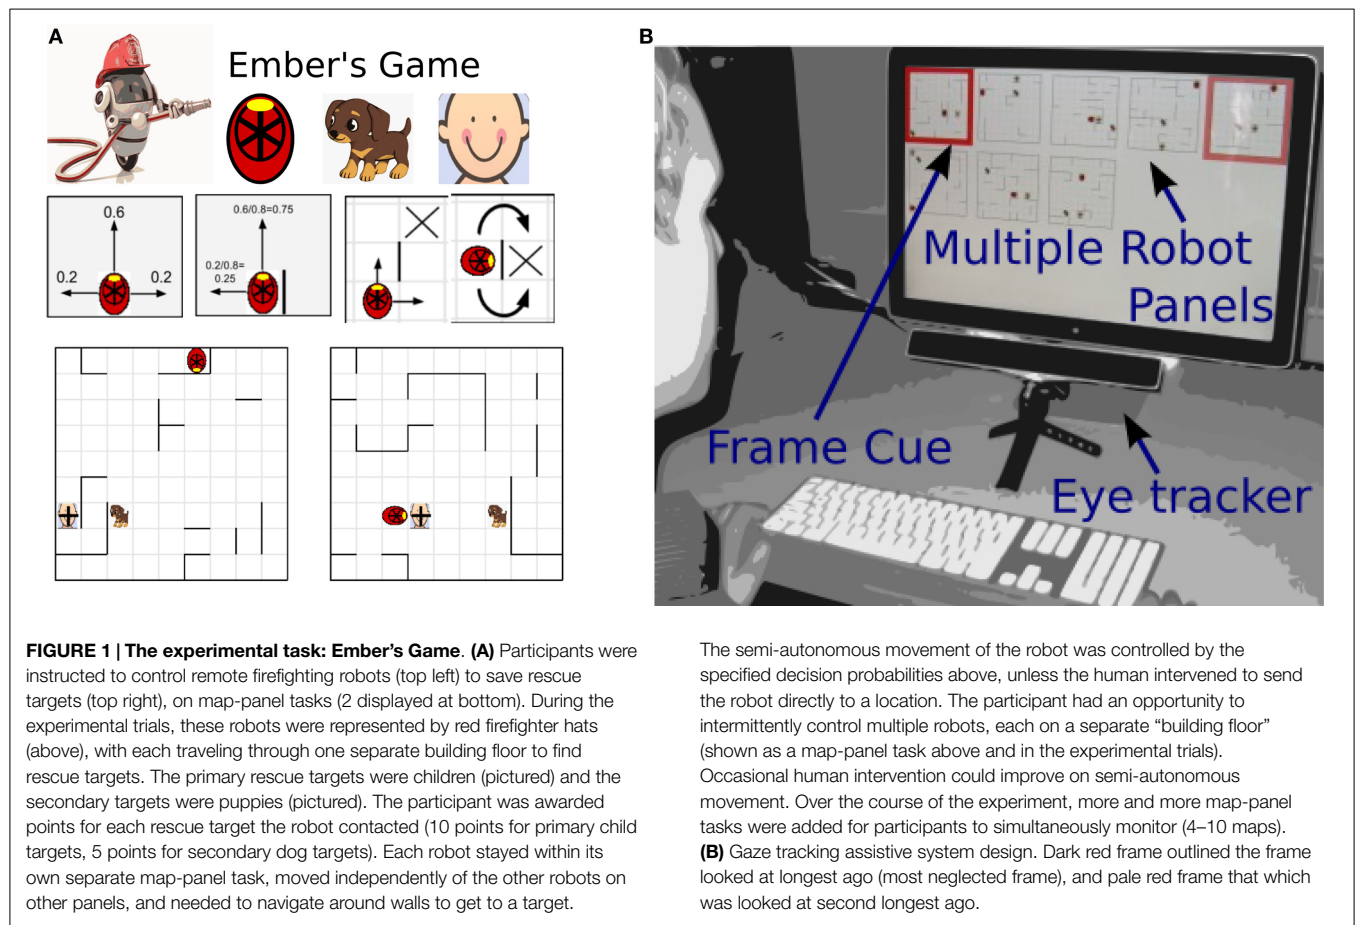 A
Ember's Game
0.6
0.2
0.2
0.6/0.8=0.75
0.2/0.8=
0.25
B
Multiple Robot
Panels
Frame Cue
Eye tracker
FIGURE 1 | The experimental task: Ember's Game. (A) Participants were
instructed to control remote firefighting robots (top left) to save rescue
targets (top right), on map-panel tasks (2 displayed at bottom). During the
experimental trials, these robots were represented by red firefighter hats
(above), with each traveling through one separate building floor to find
rescue targets. The primary rescue targets were children (pictured) and the
secondary targets were puppies (pictured). The participant was awarded
points for each rescue target the robot contacted (10 points for primary child
targets, 5 points for secondary dog targets). Each robot stayed within its
own separate map-panel task, moved independently of the other robots on
other panels, and needed to navigate around walls to get to a target.
The semi-autonomous movement of the robot was controlled by the
specified decision probabilities above, unless the human intervened to send
the robot directly to a location. The participant had an opportunity to
intermittently control multiple robots, each on a separate “building floor”
(shown as a map-panel task above and in the experimental trials).
Occasional human intervention could improve on semi-autonomous
movement. Over the course of the experiment, more and more map-panel
tasks were added for participants to simultaneously monitor (4–10 maps).
(B) Gaze tracking assistive system design. Dark red frame outlined the frame
looked at longest ago (most neglected frame), and pale red frame that which
was looked at second longest ago.